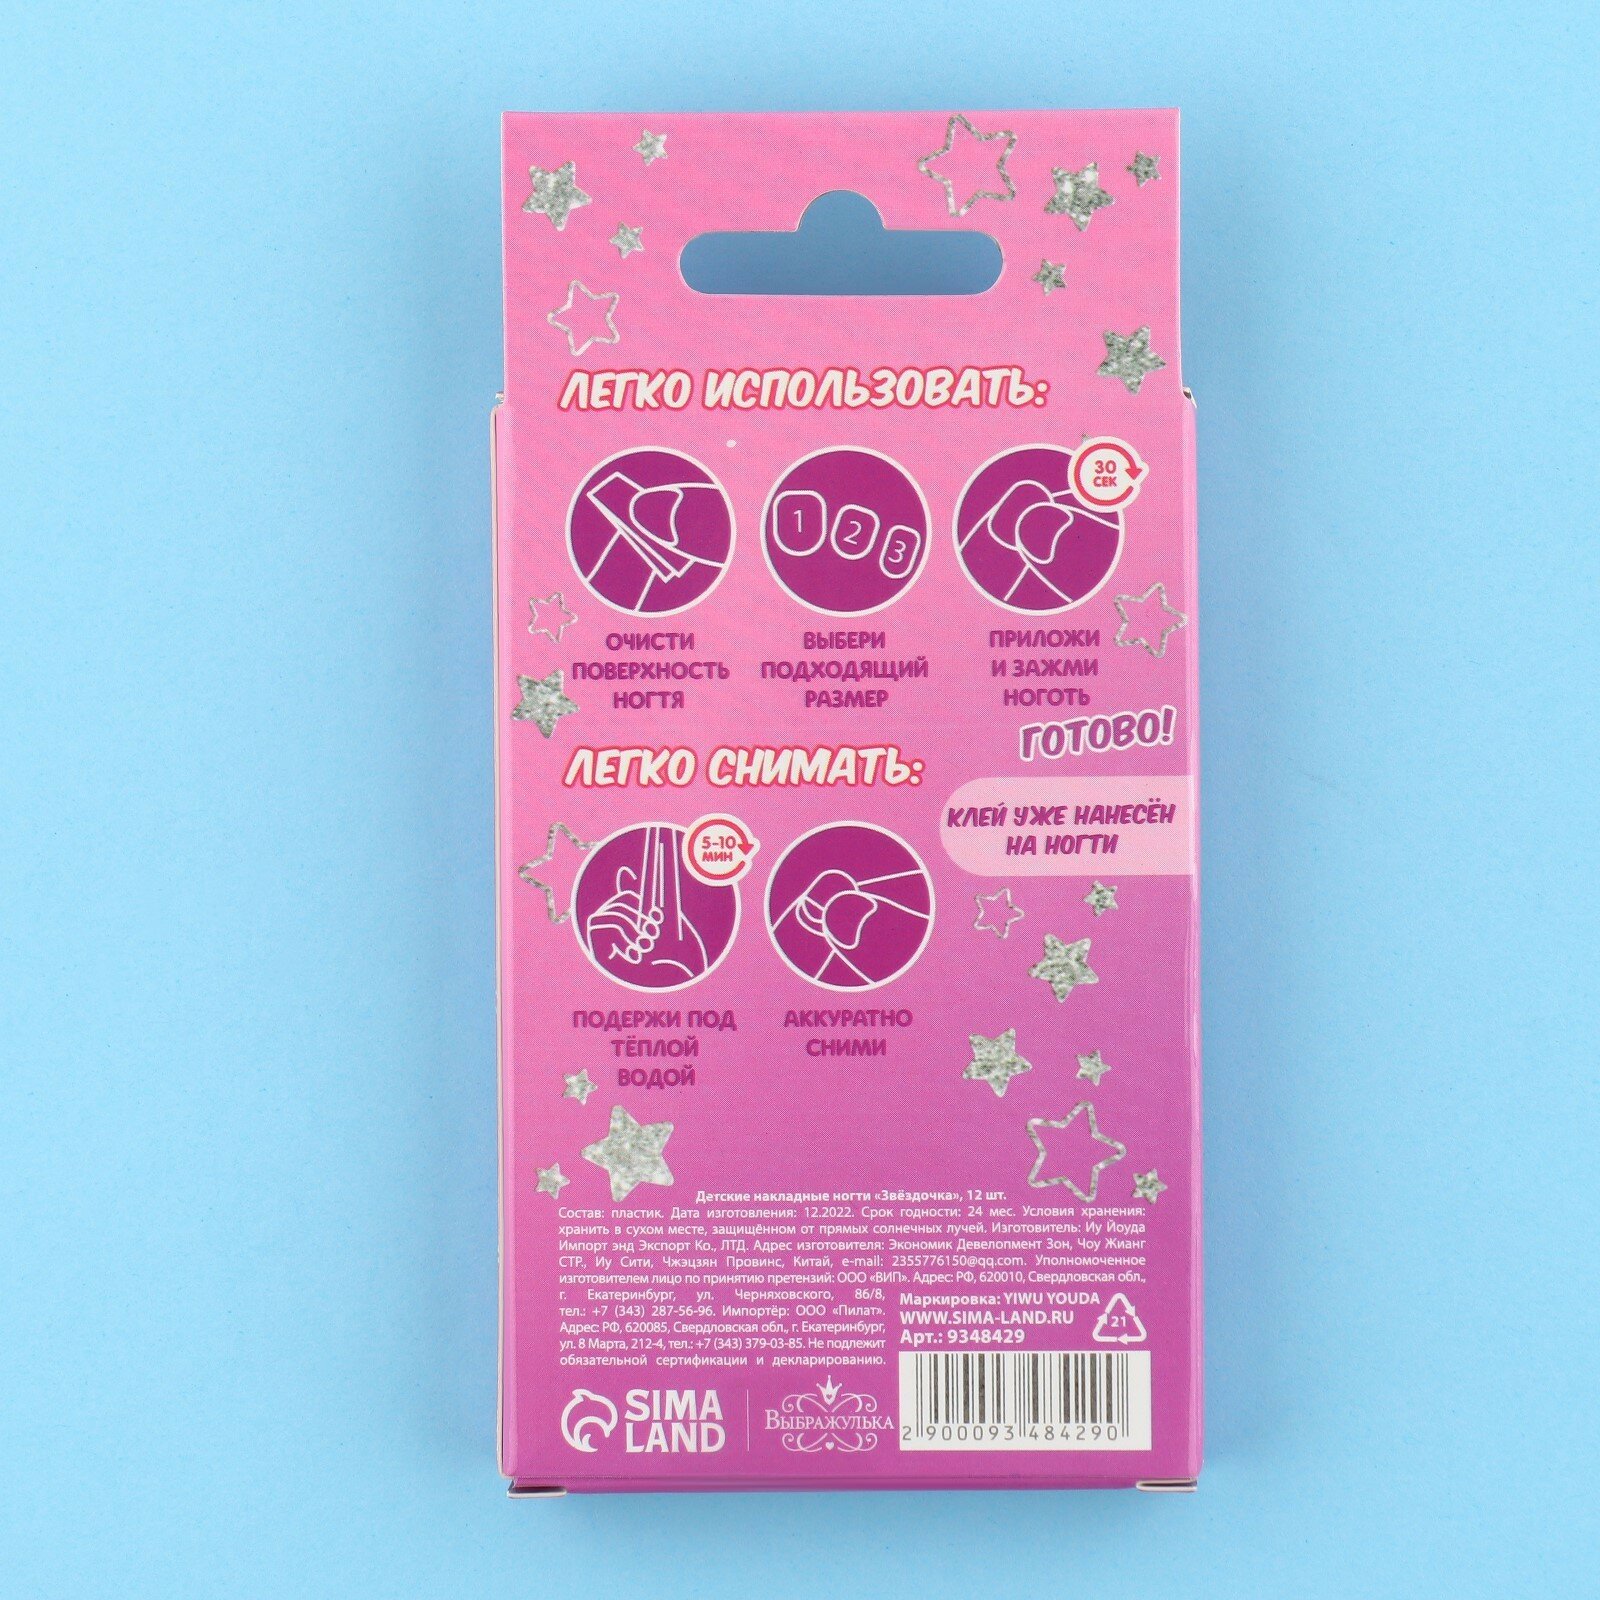 ЛЕГКО ИСПОЛЬЗОВАТЬ:
30
СЕК
1 2 3
ОЧИСТИ
ПОВЕРХНОСТЬ
НОГТЯ
ВЫБЕРИ
ПОДХОДЯЩИЙ
РАЗМЕР
ПРИЛОЖИ
И ЗАЖМИ
НОГОТЬ
ГОТОВО!
ЛЕГКО СНИМАТЬ:
КЛЕЙ УЖЕ НАНЕСЁН
НА НОГТИ
5-10
МИН
ПОДЕРЖИ ПОД
ТЁПЛОЙ
ВОДОЙ
АККУРАТНО
СНИМИ
Детские накладные ногти «Звёздочка», 12 шт.
Состав: пластик. Дата изготовления: 12.2022. Срок годности: 24 мес. Условия хранения:
хранить в сухом месте, защищённом от прямых солнечных лучей. Изготовитель: Иу Йоуда
Импорт энд Экспорт Ко., ЛТД. Адрес изготовителя: Экономик Девелопмент Зон, Чоу Жианг
СТР., Иу Сити, Чжэцзян Провинс, Китай, e-mail: 2355776150@qq.com. Уполномоченное
изготовителем лицо по принятию претензий: ООО «ВИП». Адрес: РФ, 620010, Свердловская обл.,
г. Екатеринбург, ул. Черняховского, 86/8,
тел.: +7 (343) 287-56-96. Импортёр: ООО «Пилат».
Адрес: РФ, 620085, Свердловская обл., г. Екатеринбург,
ул. 8 Марта, 212-4, тел.: +7 (343) 379-03-85. Не подлежит
обязательной сертификации и декларированию.
Маркировка: YIWU YOUDA
WWW.SIMA-LAND.RU
Арт.: 9348429
21
SIMA
LAND
ВЫБРАЖУЛЬКА
2 900093 484290